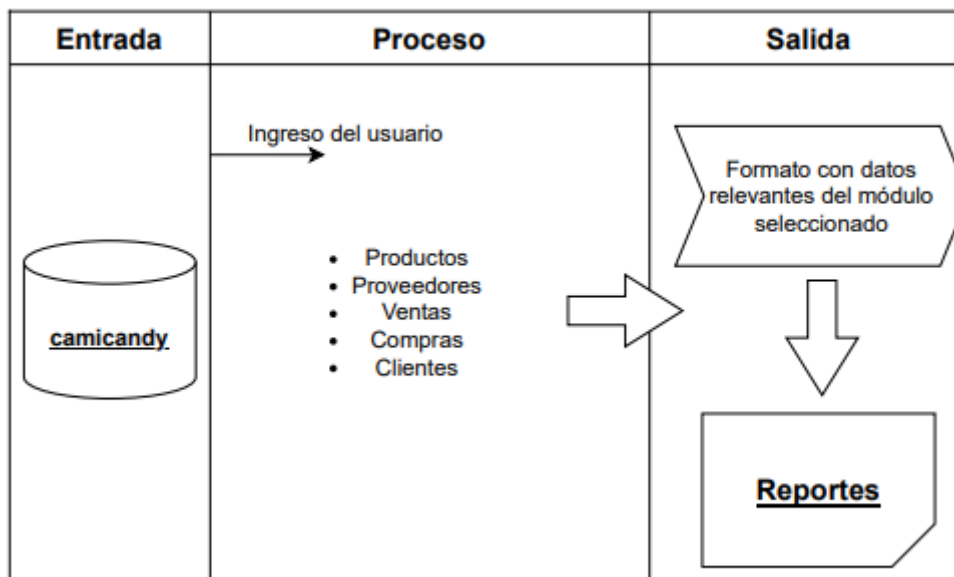 Entrada
Proceso
Salida
camicandy
Ingreso del usuario
• Productos
• Proveedores
• Ventas
• Compras
• Clientes
Formato con datos
relevantes del módulo
seleccionado
Reportes